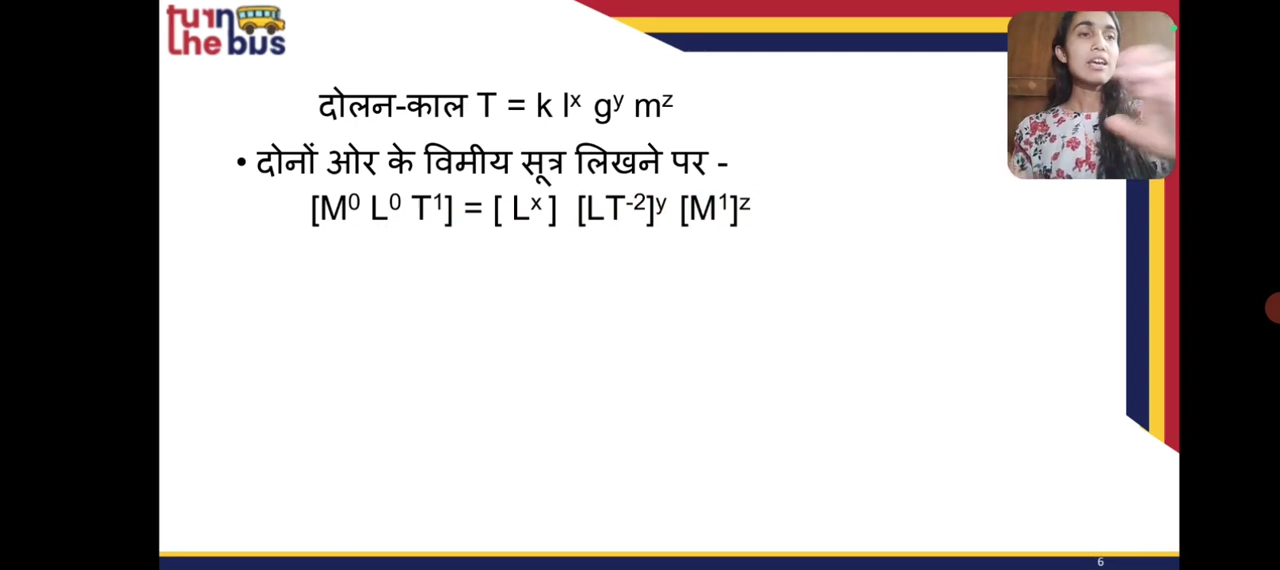 turn
the bus
दोलन-काल T = k lˣ gʸ mᶻ
• दोनों ओर के विमीय सूत्र लिखने पर -
[M⁰ L⁰ T¹] = [ Lˣ ] [LT⁻²]ʸ [M¹]ᶻ
6